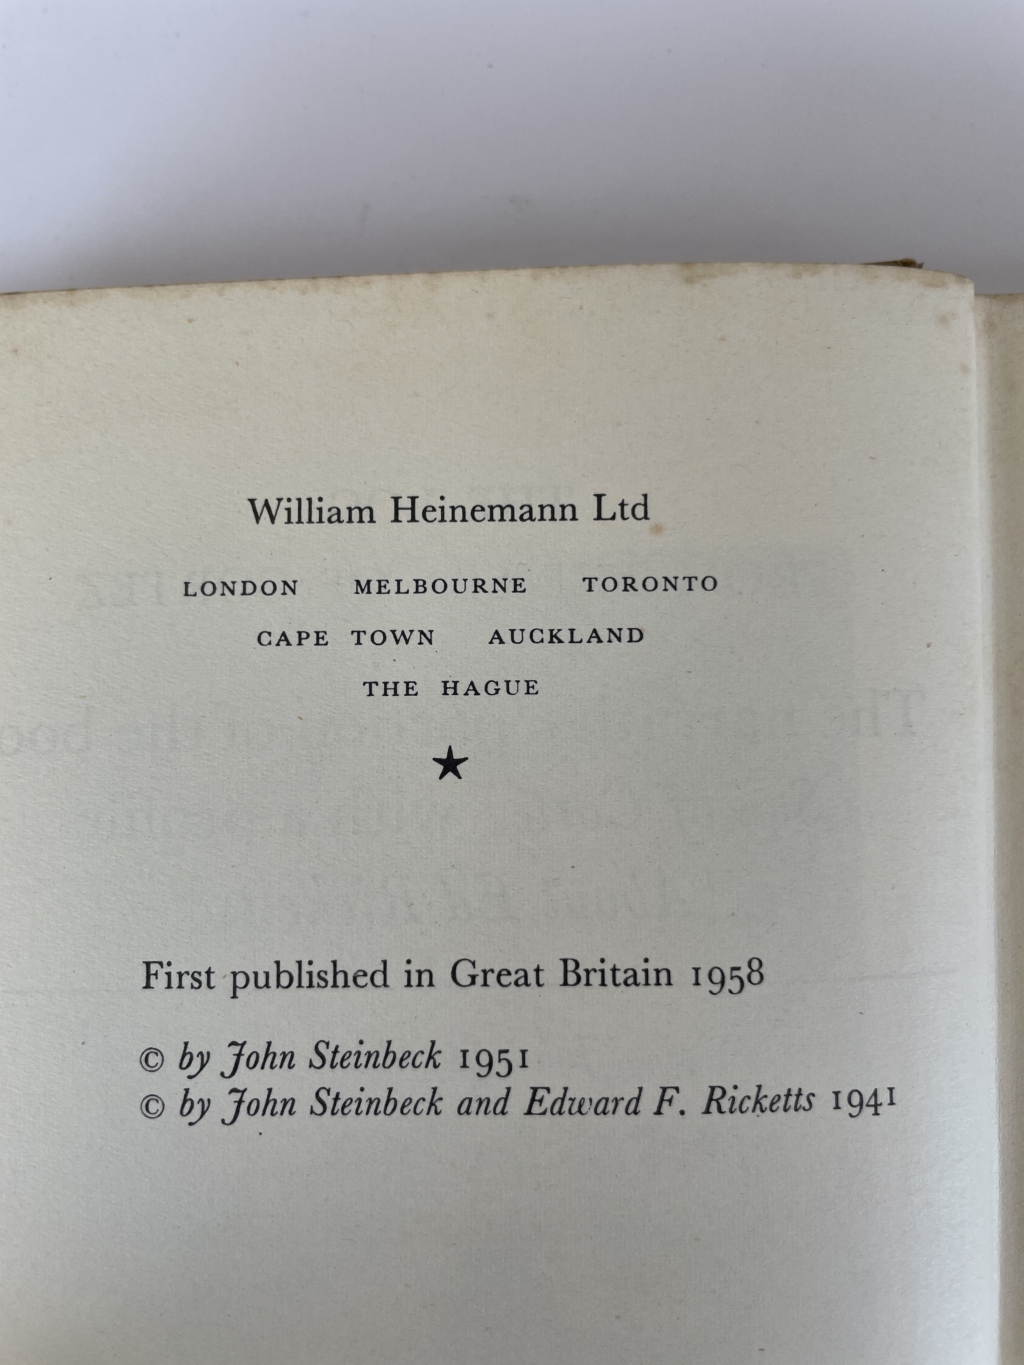 William Heinemann Ltd
LONDON MELBOURNE TORONTO
CAPE TOWN AUCKLAND
THE HAGUE
First published in Great Britain 1958
© by John Steinbeck 1951
© by John Steinbeck and Edward F. Ricketts 1941